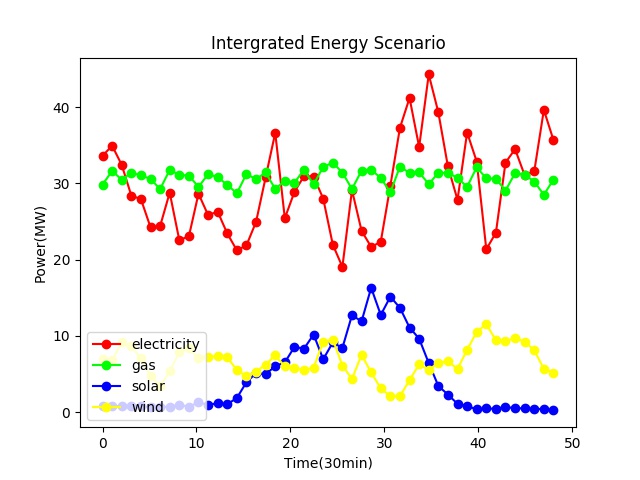 Intergrated Energy Scenario
Power(MW)
40
30
20
10
0
electricity
gas
solar
wind
0 10 20 30 40 50
Time(30min)